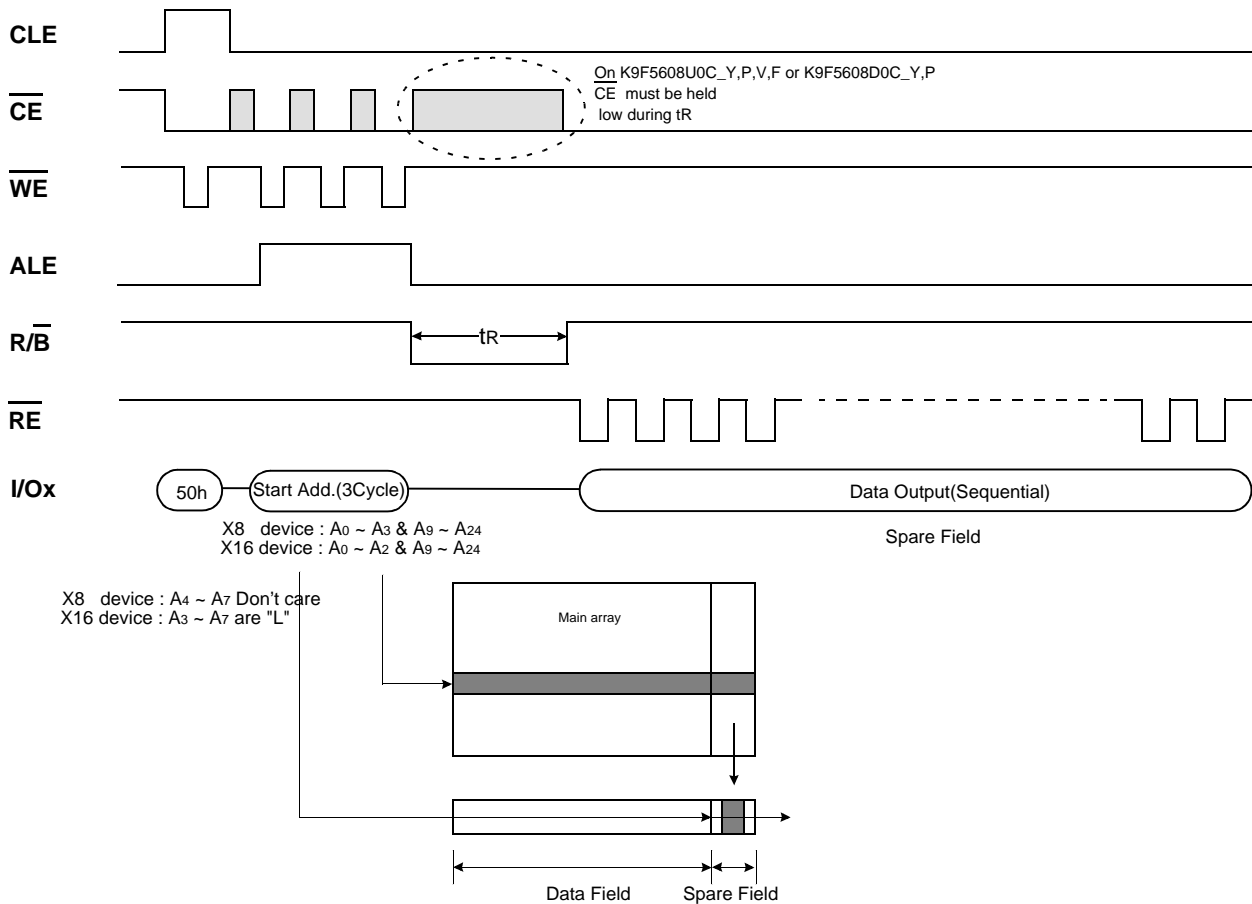 CLE
On K9F5608U0C_Y,P,V,F or K9F5608D0C_Y,P
CE must be held
low during tR
CE
WE
ALE
R/B
tR
RE
I/Ox
50h
Start Add.(3Cycle)
Data Output(Sequential)
X8 device : A0 ~ A3 & A9 ~ A24
X16 device : A0 ~ A2 & A9 ~ A24
Spare Field
X8 device : A4 ~ A7 Don't care
X16 device : A3 ~ A7 are "L"
Main array
Data Field
Spare Field